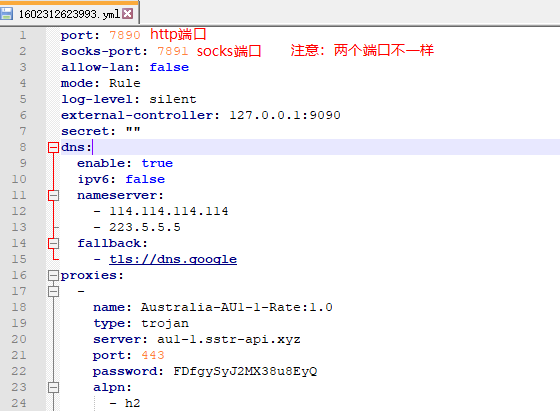 1602312623993.yml
1 port: 7890 http端口
2 socks-port: 7891 socks端口 注意：两个端口不一样
3 allow-lan: false
4 mode: Rule
5 log-level: silent
6 external-controller: 127.0.0.1:9090
7 secret: ""
8 dns:
9 enable: true
10 ipv6: false
11 nameserver:
12 - 114.114.114.114
13 - 223.5.5.5
14 fallback:
15 - tls://dns.google
16 proxies:
17 -
18 name: Australia-AU1-1-Rate:1.0
19 type: trojan
20 server: au1-1.sstr-api.xyz
21 port: 443
22 password: FDfgySyJ2MX38u8EyQ
23 alpn:
24 - h2